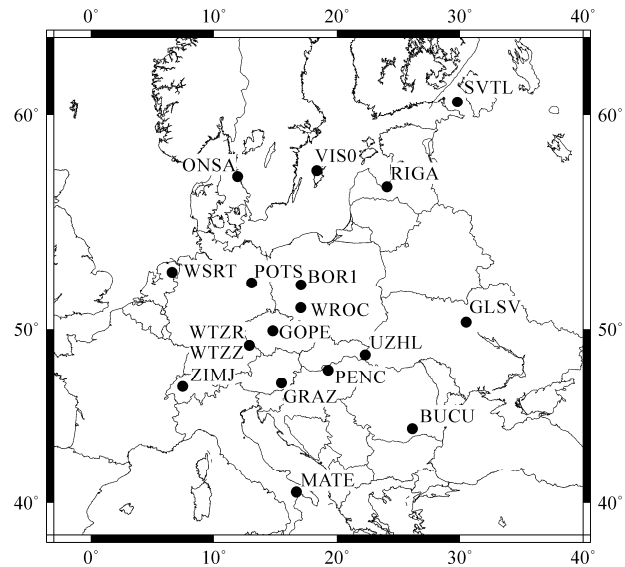 0° 10° 20° 30° 40°
SVTL
60° 60°
VIS0
ONSA RIGA
WSRT POTS BOR1
WROC GLSV
50° WTZR GOPE 50°
WTZZ UZHL
ZIMJ PENC
GRAZ
BUCU
MATE
40° 40°
0° 10° 20° 30° 40°